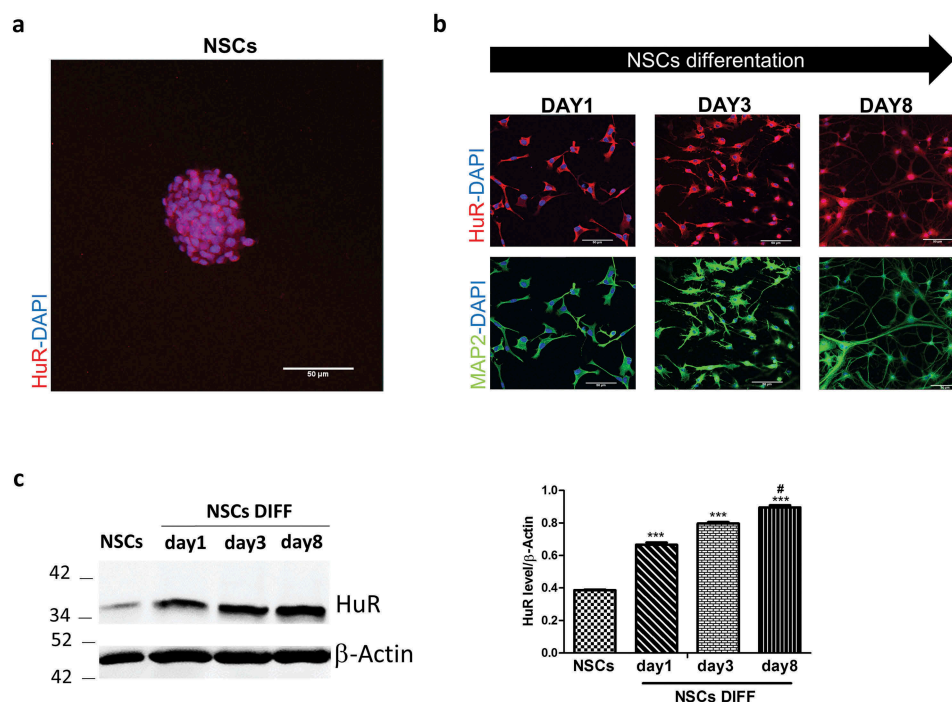 a
NSCs
HuR-DAPI
50 µm
b
NSCs differentation
DAY1 DAY3 DAY8
HuR-DAPI
MAP2-DAPI
c
NSCs DIFF
NSCs day1 day3 day8
42
34
HuR
52
42
β-Actin
HuR level/β-Actin
1.0
0.8
0.6
0.4
0.2
0.0
***
***
#
***
NSCs day1 day3 day8
NSCs DIFF